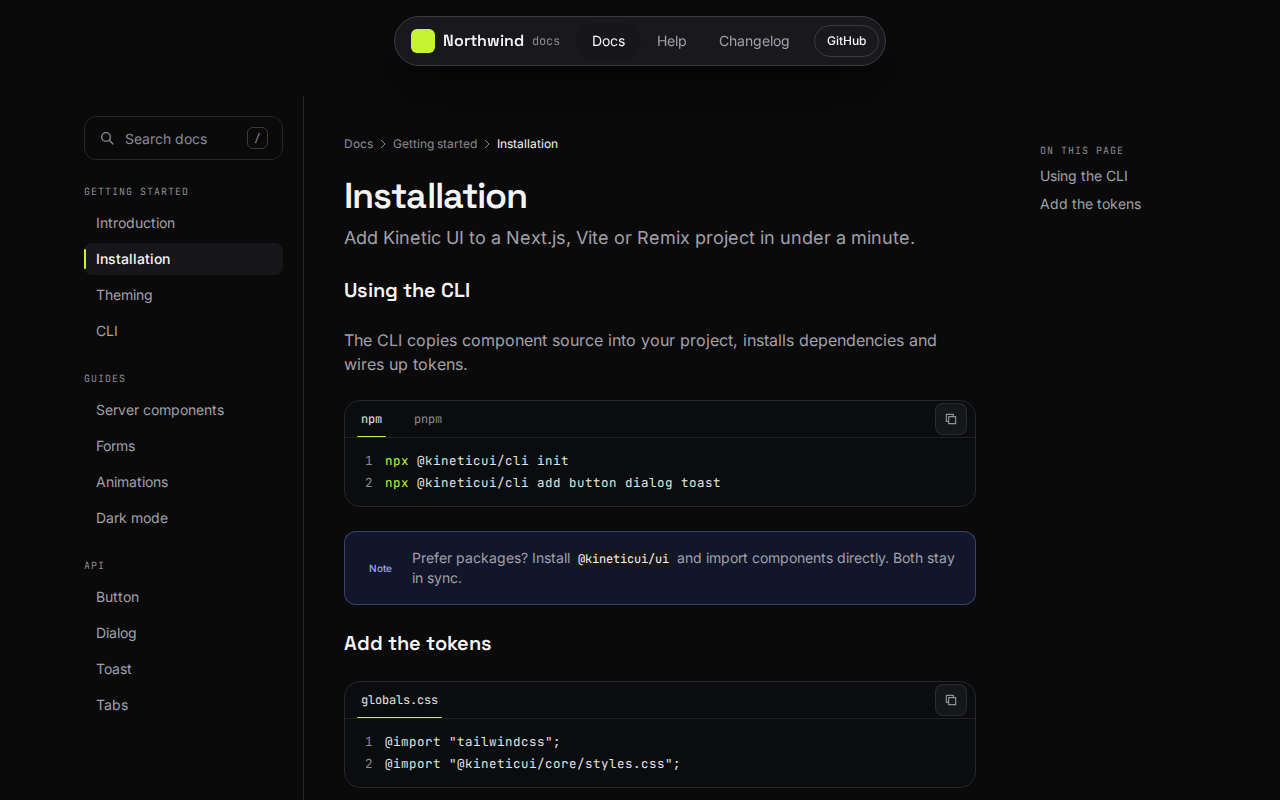 Northwind docs Docs Help Changelog GitHub
Search docs /
GETTING STARTED
Introduction
Installation
Theming
CLI
GUIDES
Server components
Forms
Animations
Dark mode
API
Button
Dialog
Toast
Tabs
Docs > Getting started > Installation
Installation
Add Kinetic UI to a Next.js, Vite or Remix project in under a minute.
Using the CLI
The CLI copies component source into your project, installs dependencies and
wires up tokens.
npm pnpm
1 npx @kineticui/cli init
2 npx @kineticui/cli add button dialog toast
Note
Prefer packages? Install @kineticui/ui and import components directly. Both stay
in sync.
Add the tokens
globals.css
1 @import "tailwindcss";
2 @import "@kineticui/core/styles.css";
ON THIS PAGE
Using the CLI
Add the tokens